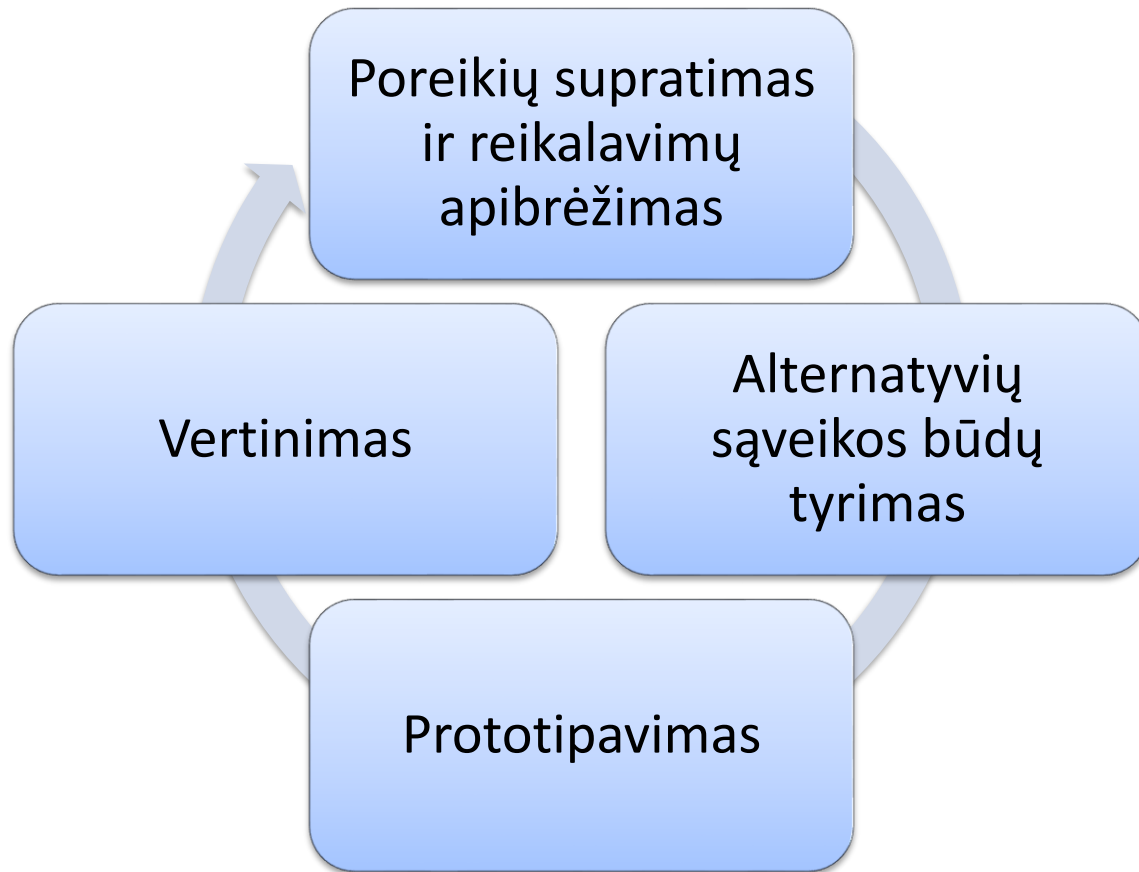 Poreikių supratimas
ir reikalavimų
apibrėžimas
Alternatyvių
sąveikos būdų
tyrimas
Prototipavimas
Vertinimas